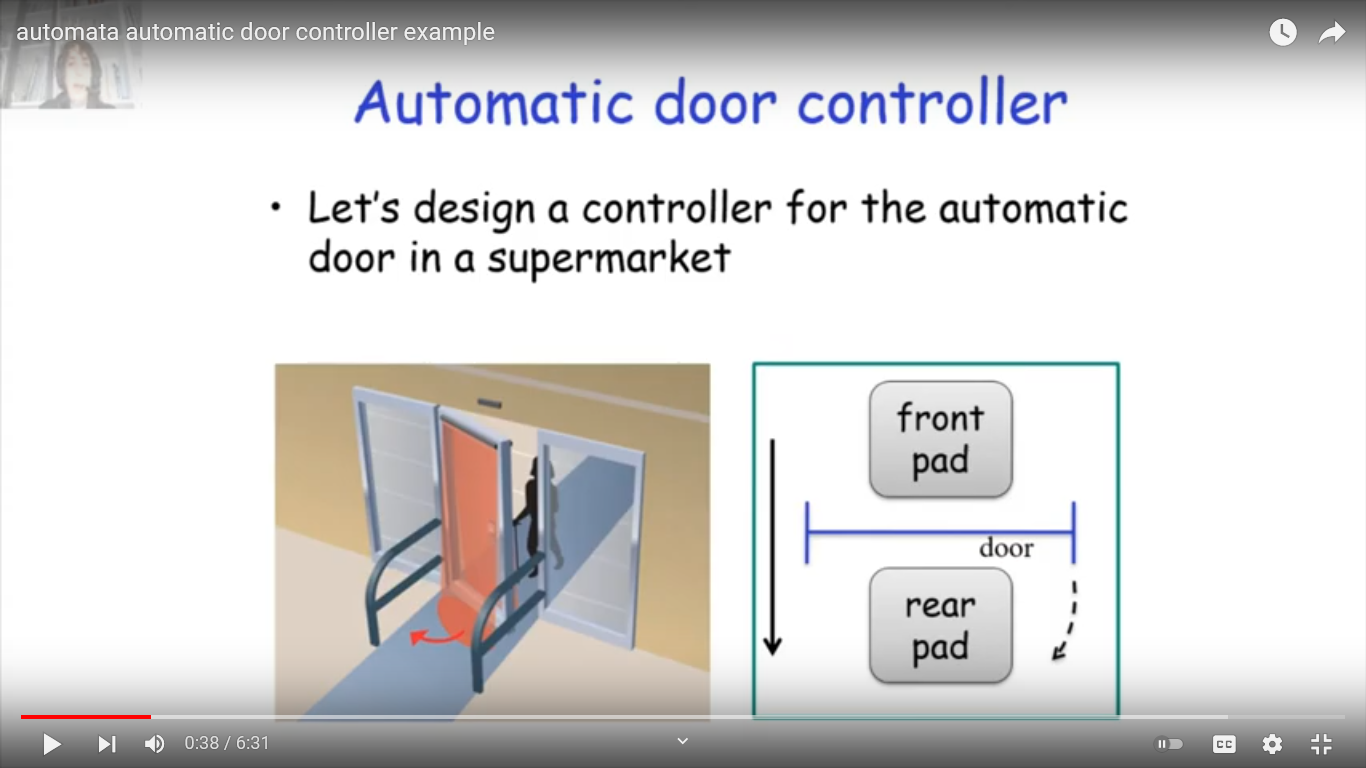 automata automatic door controller example
Automatic door controller
• Let's design a controller for the automatic
door in a supermarket
front
pad
door
rear
pad
0:38 / 6:31
CC